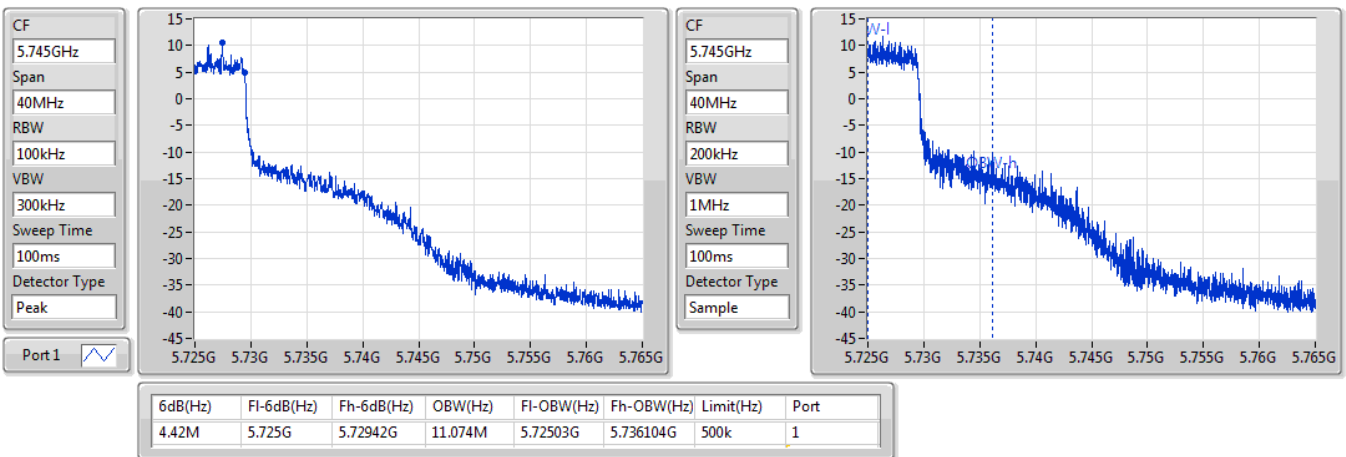 CF
5.745GHz
Span
40MHz
RBW
100kHz
VBW
300kHz
Sweep Time
100ms
Detector Type
Peak
Port 1
15
10
5
0
-5
-10
-15
-20
-25
-30
-35
-40
-45
5.725G 5.73G 5.735G 5.74G 5.745G 5.75G 5.755G 5.76G 5.765G
CF
5.745GHz
Span
40MHz
RBW
200kHz
VBW
1MHz
Sweep Time
100ms
Detector Type
Sample
15
10
5
0
-5
-10
-15
-20
-25
-30
-35
-40
-45
W-l
OBW-h
5.725G 5.73G 5.735G 5.74G 5.745G 5.75G 5.755G 5.76G 5.765G
6dB(Hz) Fl-6dB(Hz) Fh-6dB(Hz) OBW(Hz) Fl-OBW(Hz) Fh-OBW(Hz) Limit(Hz) Port
4.42M 5.725G 5.72942G 11.074M 5.72503G 5.736104G 500k 1